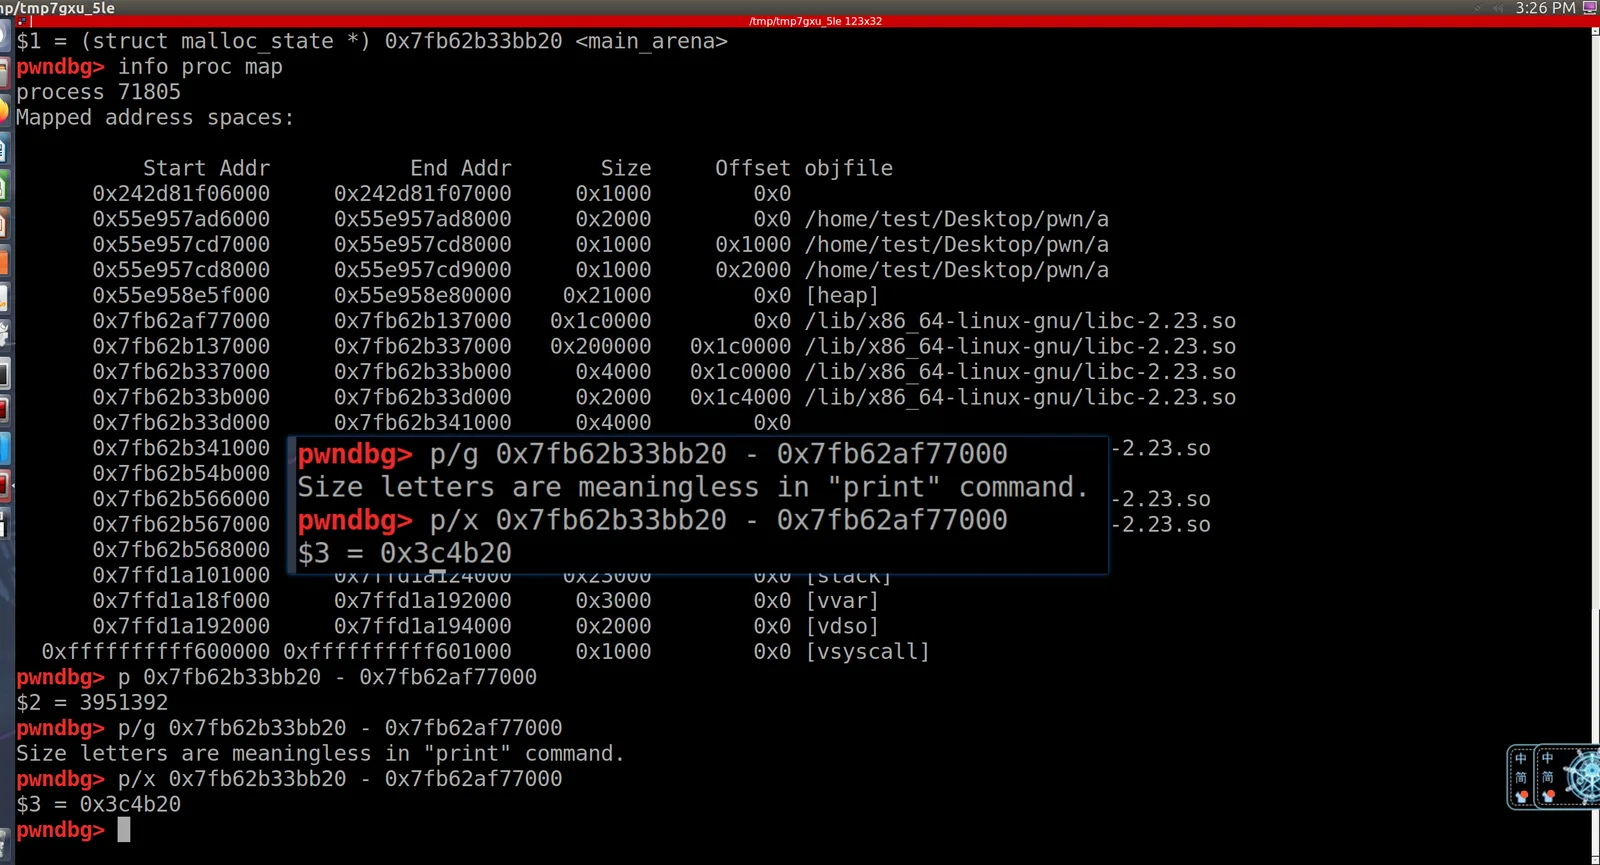 np/tmp7gxu_5le
3:26 PM
/tmp/tmp7gxu_5le 123x32
$1 = (struct malloc_state *) 0x7fb62b33bb20 <main_arena>
pwndbg> info proc map
process 71805
Mapped address spaces:
Start Addr End Addr Size Offset objfile
0x242d81f06000 0x242d81f07000 0x1000 0x0
0x55e957ad6000 0x55e957ad8000 0x2000 0x0 /home/test/Desktop/pwn/a
0x55e957cd7000 0x55e957cd8000 0x1000 0x1000 /home/test/Desktop/pwn/a
0x55e957cd8000 0x55e957cd9000 0x1000 0x2000 /home/test/Desktop/pwn/a
0x55e958e5f000 0x55e958e80000 0x21000 0x0 [heap]
0x7fb62af77000 0x7fb62b137000 0x1c0000 0x0 /lib/x86_64-linux-gnu/libc-2.23.so
0x7fb62b137000 0x7fb62b337000 0x200000 0x1c0000 /lib/x86_64-linux-gnu/libc-2.23.so
0x7fb62b337000 0x7fb62b33b000 0x4000 0x1c0000 /lib/x86_64-linux-gnu/libc-2.23.so
0x7fb62b33b000 0x7fb62b33d000 0x2000 0x1c4000 /lib/x86_64-linux-gnu/libc-2.23.so
0x7fb62b33d000 0x7fb62b341000 0x4000 0x0
0x7fb62b341000 -2.23.so
0x7fb62b54b000
0x7fb62b566000 -2.23.so
0x7fb62b567000 -2.23.so
0x7fb62b568000
pwndbg> p/g 0x7fb62b33bb20 - 0x7fb62af77000
Size letters are meaningless in "print" command.
pwndbg> p/x 0x7fb62b33bb20 - 0x7fb62af77000
$3 = 0x3c4b20
0x7ffd1a101000 0x7ffd1a124000 0x23000 0x0 [stack]
0x7ffd1a18f000 0x7ffd1a192000 0x3000 0x0 [vvar]
0x7ffd1a192000 0x7ffd1a194000 0x2000 0x0 [vdso]
0xffffffffff600000 0xffffffffff601000 0x1000 0x0 [vsyscall]
pwndbg> p 0x7fb62b33bb20 - 0x7fb62af77000
$2 = 3951392
pwndbg> p/g 0x7fb62b33bb20 - 0x7fb62af77000
Size letters are meaningless in "print" command.
pwndbg> p/x 0x7fb62b33bb20 - 0x7fb62af77000
$3 = 0x3c4b20
pwndbg>
中 中
简 简